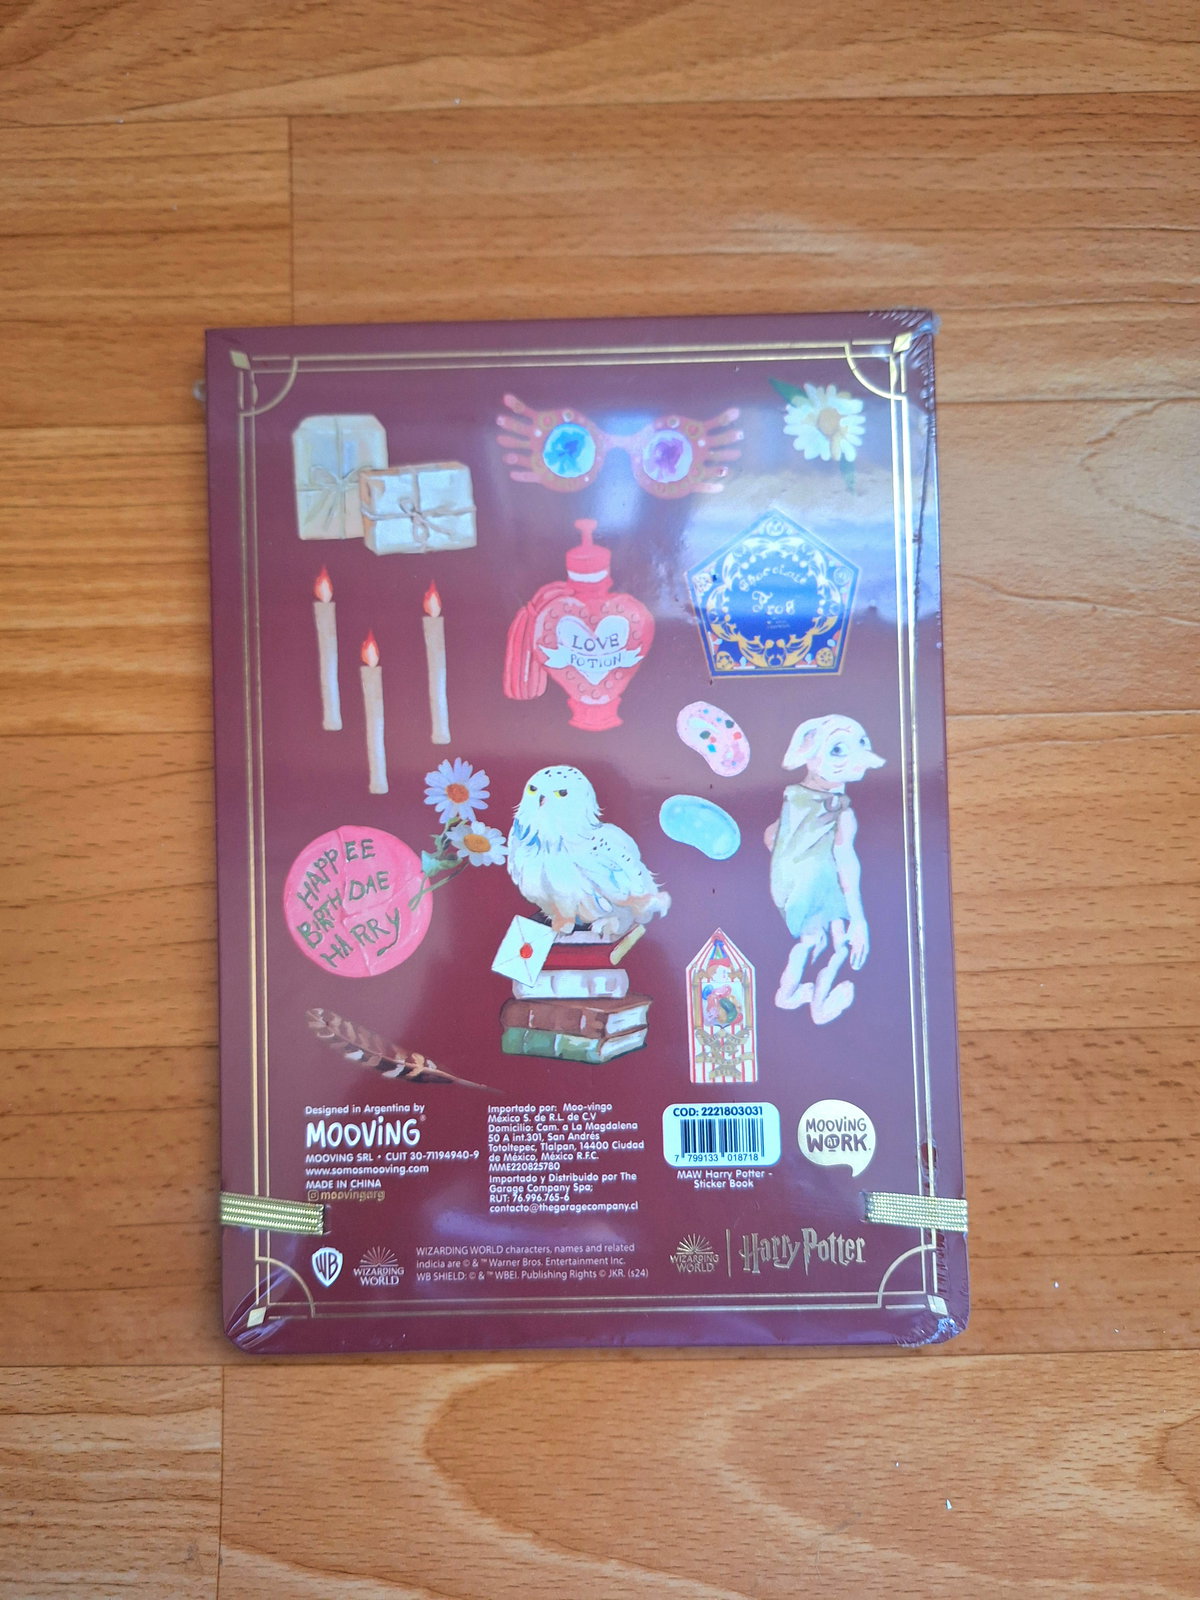 LOVE
POTION
Chocolate
Frog
HAPPEE
BIRTHDAE
HARRY
Designed in Argentina by
MOOVING®
MOOVING SRL • CUIT 30-71194940-9
www.somosmooving.com
MADE IN CHINA
moovingarg
Importado por: Moo-vingo
México S. de R.L. de C.V
Domicilio: Cam. a La Magdalena
50 A int.301, San Andrés
Totoltepec, Tlalpan, 14400 Ciudad
de México, México R.F.C.
MME220825780
Importado y Distribuido por The
Garage Company Spa;
RUT: 76.996.765-6
contacto@thegaragecompany.cl
COD: 2221803031
7 799133 018718
MAW Harry Potter -
Sticker Book
MOOVING
AT
WORK.
WB
WIZARDING
WORLD
WIZARDING WORLD characters, names and related
indicia are © & ™ Warner Bros. Entertainment Inc.
WB SHIELD: © & ™ WBEI. Publishing Rights © JKR. (s24)
WIZARDING
WORLD
Harry Potter